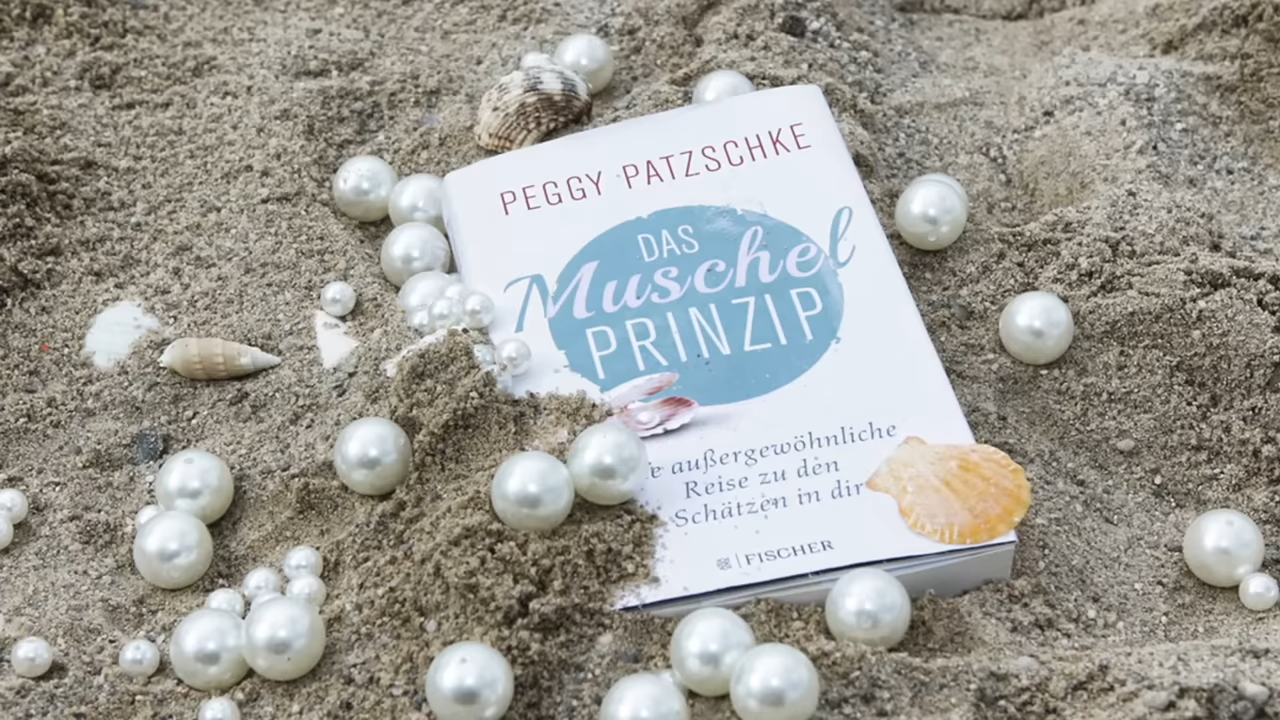 PEGGY PATZSCHKE
DAS
Muschel
PRINZIP
außergewöhnliche
Reise zu den
Schätzen in dir
FISCHER